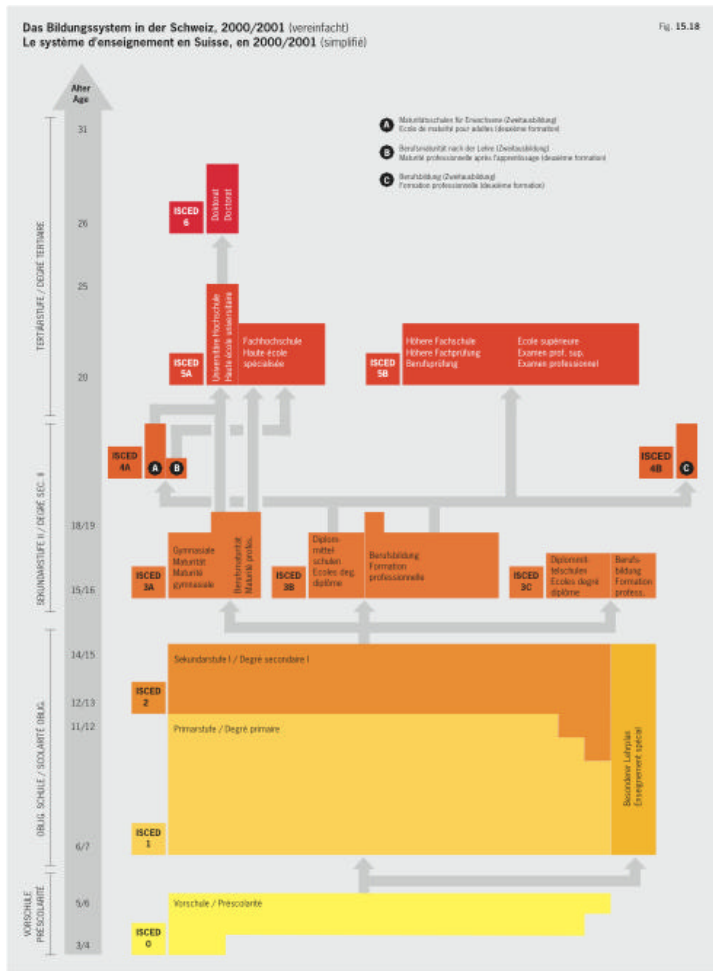 Das Bildungssystem in der Schweiz, 2000/2001 (vereinfacht)
Le système d'enseignement en Suisse, en 2000/2001 (simplifié)
Fig. 15.18
Alter
Age
31
26
25
20
18/19
15/16
14/15
12/13
11/12
6/7
5/6
3/4
TERTIÄRSTUFE / DEGRÉ TERTIAIRE
SEKUNDARSTUFE II / DEGRÉ SEC. II
OBLIG. SCHULE / SCOLARITÉ OBLIG.
VORSCHULE
PRÉSCOLARITÉ
A
Maturitätsschulen für Erwachsene (Zweitausbildung)
Ecole de maturité pour adultes (deuxième formation)
B
Berufsmaturität nach der Lehre (Zweitausbildung)
Maturité professionnelle après l'apprentissage (deuxième formation)
C
Berufsbildung (Zweitausbildung)
Formation professionnelle (deuxième formation)
ISCED
6
Doktorat
Doctorat
ISCED
5A
Universitäre Hochschule
Haute école universitaire
Fachhochschule
Haute école
spécialisée
ISCED
5B
Höhere Fachschule
Höhere Fachprüfung
Berufsprüfung
Ecole supérieure
Examen prof. sup.
Examen professionnel
ISCED
4A
A
B
ISCED
4B
C
ISCED
3A
Gymnasiale
Maturität
Maturité
gymnasiale
Berufsmaturität
Maturité profess.
ISCED
3B
Diplom-
mittel
schulen
Ecoles deg.
diplôme
Berufsbildung
Formation
professionnelle
ISCED
3C
Diplommit-
telschulen
Ecoles degré
diplôme
Berufs-
bildung
Formation
profess.
ISCED
2
Sekundarstufe I / Degré secondaire I
Primarstufe / Degré primaire
ISCED
1
Besonderer Lehrplan
Enseignement spécial
Vorschule / Préscolarité
ISCED
0